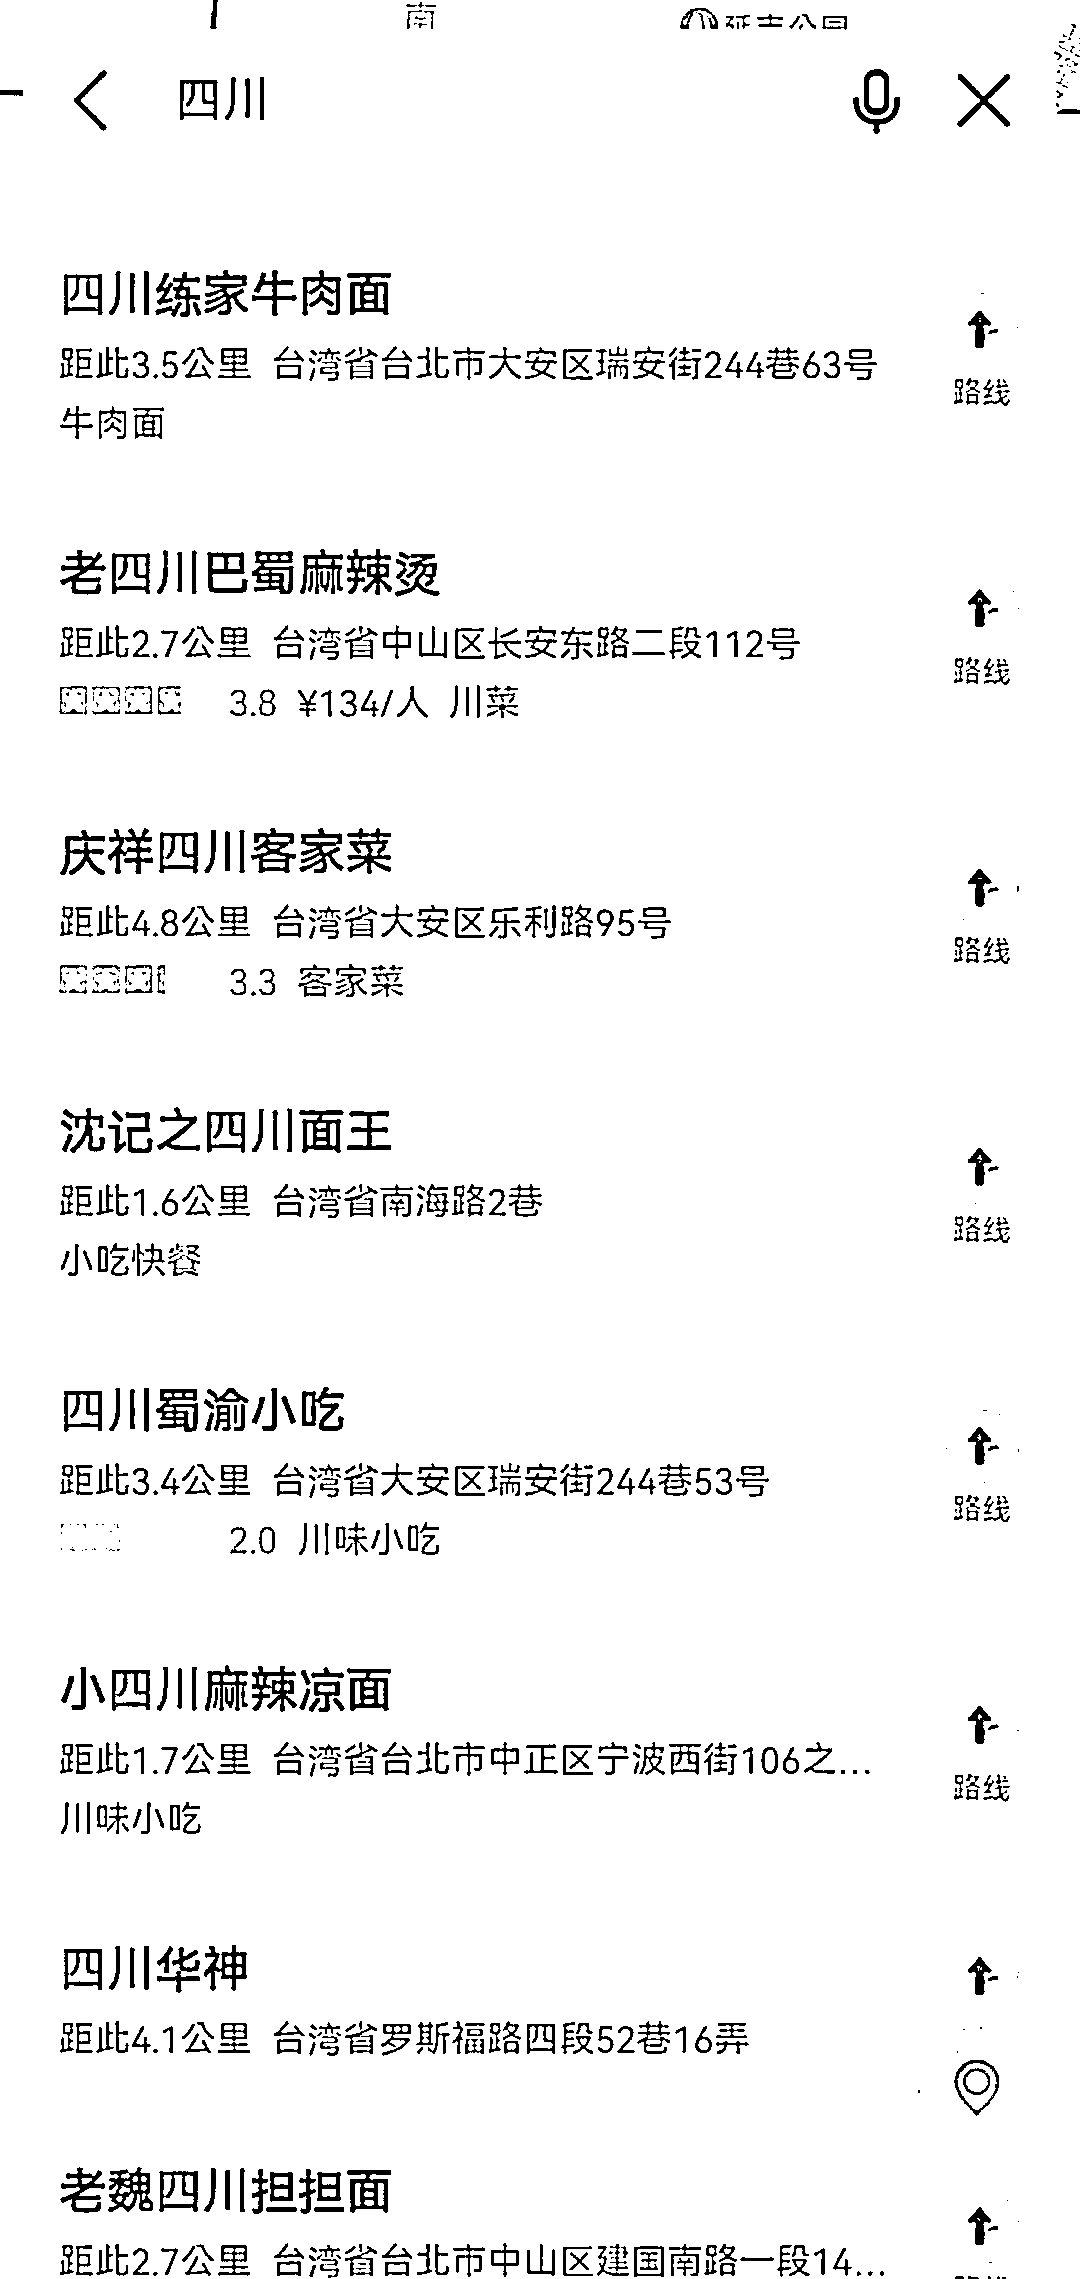 南
四川
四川练家牛肉面
距此3.5公里 台湾省台北市大安区瑞安街244巷63号
路线
牛肉面
老四川巴蜀麻辣烫
距此2.7公里 台湾省中山区长安东路二段112号
路线
3.8 ¥134/人 川菜
庆祥四川客家菜
距此4.8公里 台湾省大安区乐利路95号
路线
3.3 客家菜
沈记之四川面王
距此1.6公里 台湾省南海路2巷
路线
小吃快餐
四川蜀渝小吃
距此3.4公里 台湾省大安区瑞安街244巷53号
路线
2.0 川味小吃
小四川麻辣凉面
距此1.7公里 台湾省台北市中正区宁波西街106之...
路线
川味小吃
四川华神
距此4.1公里 台湾省罗斯福路四段52巷16弄
老魏四川担担面
距此2.7公里 台湾省台北市中山区建国南路一段14...